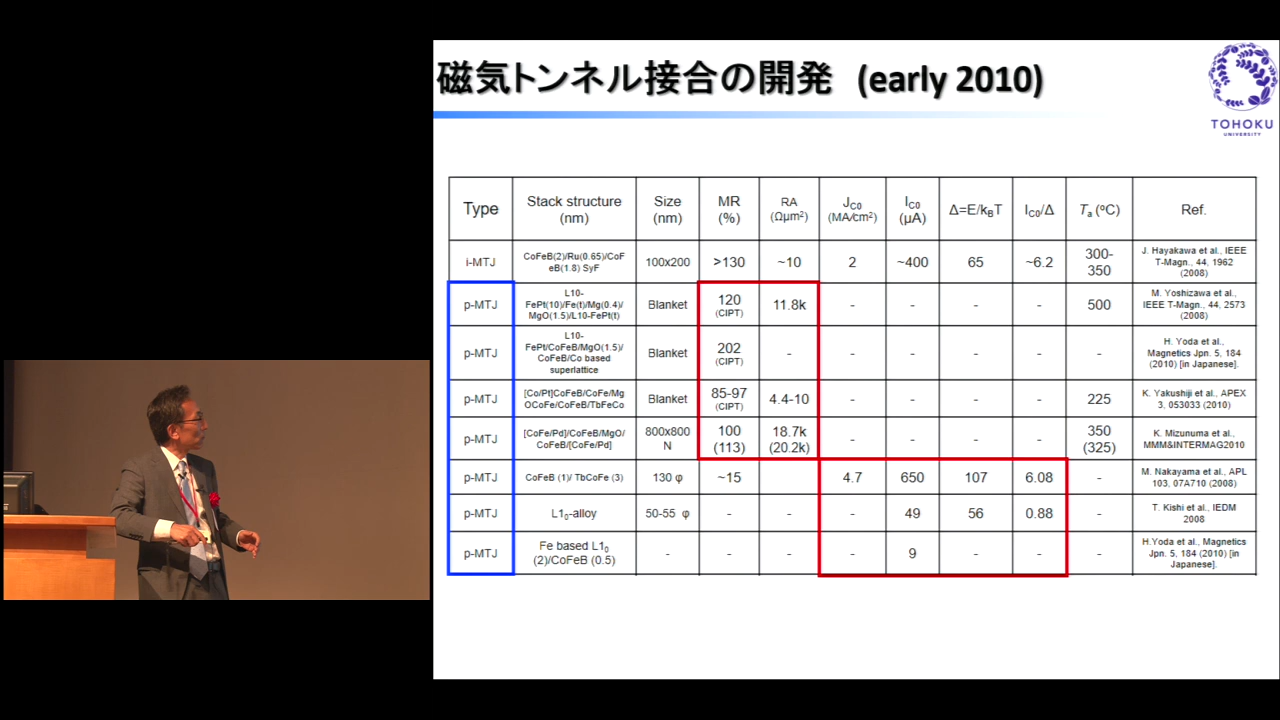 磁気トンネル接合の開発 (early 2010)
TOHOKU
UNIVERSITY
Type
Stack structure
(nm)
Size
(nm)
MR
(%)
RA
(Ωμm²)
JC0
(MA/cm²)
IC0
(μA)
Δ=E/kBT
IC0/Δ
Ta (ºC)
Ref.
i-MTJ
CoFeB(2)/Ru(0.65)/CoF
eB(1.8) SyF
100x200
>130
~10
2
~400
65
~6.2
300-
350
J. Hayakawa et al., IEEE
T-Magn., 44, 1962
(2008)
p-MTJ
L10-
FePt(10)/Fe(t)/Mg(0.4)/
MgO(1.5)/L10-FePt(t)
Blanket
120
(CIPT)
11.8k
-
-
-
-
500
M. Yoshizawa et al.,
IEEE T-Magn., 44, 2573
(2008)
p-MTJ
L10-
FePt/CoFeB/MgO(1.5)/
CoFeB/Co based
superlattice
Blanket
202
(CIPT)
-
-
-
-
-
-
H. Yoda et al.,
Magnetics Jpn. 5, 184
(2010) [in Japanese].
p-MTJ
[Co/Pt]CoFeB/CoFe/Mg
OCoFe/CoFeB/TbFeCo
Blanket
85-97
(CIPT)
4.4-10
-
-
-
-
225
K. Yakushiji et al., APEX
3, 053033 (2010)
p-MTJ
[CoFe/Pd]/CoFeB/MgO/
CoFeB/[CoFe/Pd]
800x800
N
100
(113)
18.7k
(20.2k)
-
-
-
-
350
(325)
K. Mizunuma et al.,
MMM&INTERMAG2010
p-MTJ
CoFeB (1)/ TbCoFe (3)
130 φ
~15
4.7
650
107
6.08
-
M. Nakayama et al., APL
103, 07A710 (2008)
p-MTJ
L10-alloy
50-55 φ
-
-
-
49
56
0.88
-
T. Kishi et al., IEDM
2008
p-MTJ
Fe based L10
(2)/CoFeB (0.5)
-
-
-
-
9
-
-
-
H.Yoda et al., Magnetics
Jpn. 5, 184 (2010) [in
Japanese].